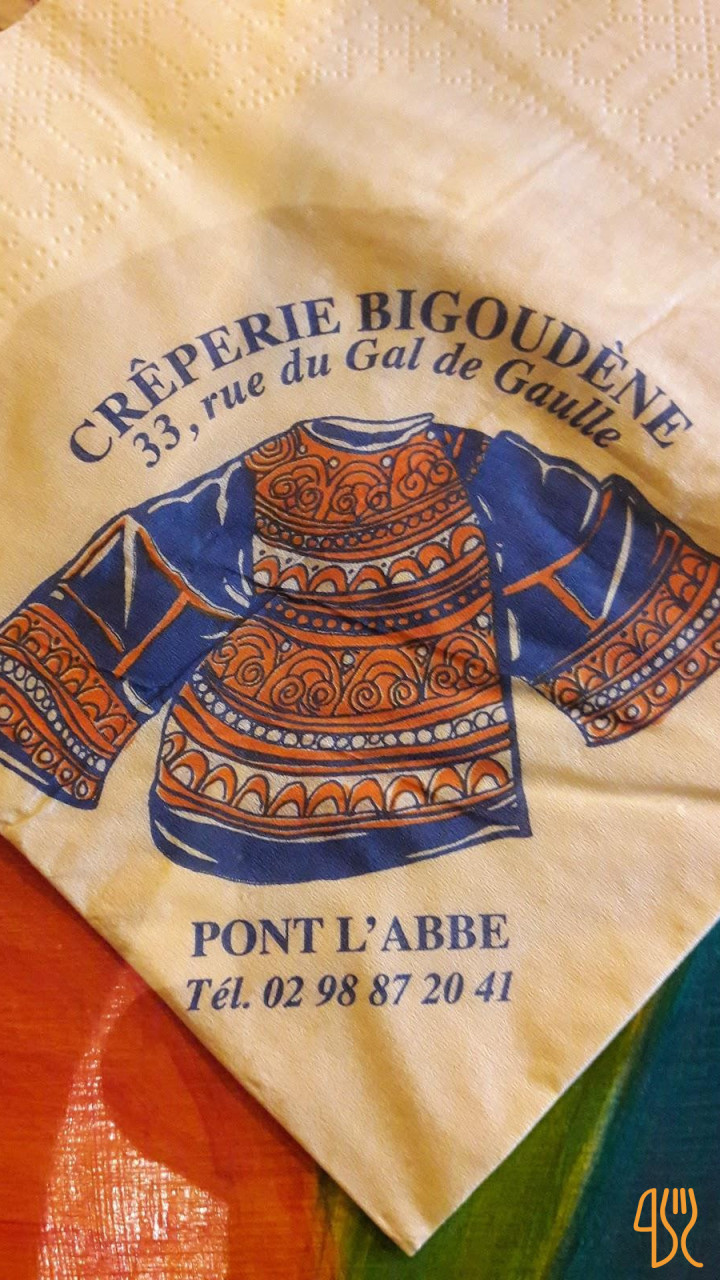 CRÊPERIE BIGOUDÈNE
33, rue du Gal de Gaulle
PONT L'ABBE
Tél. 02 98 87 20 41